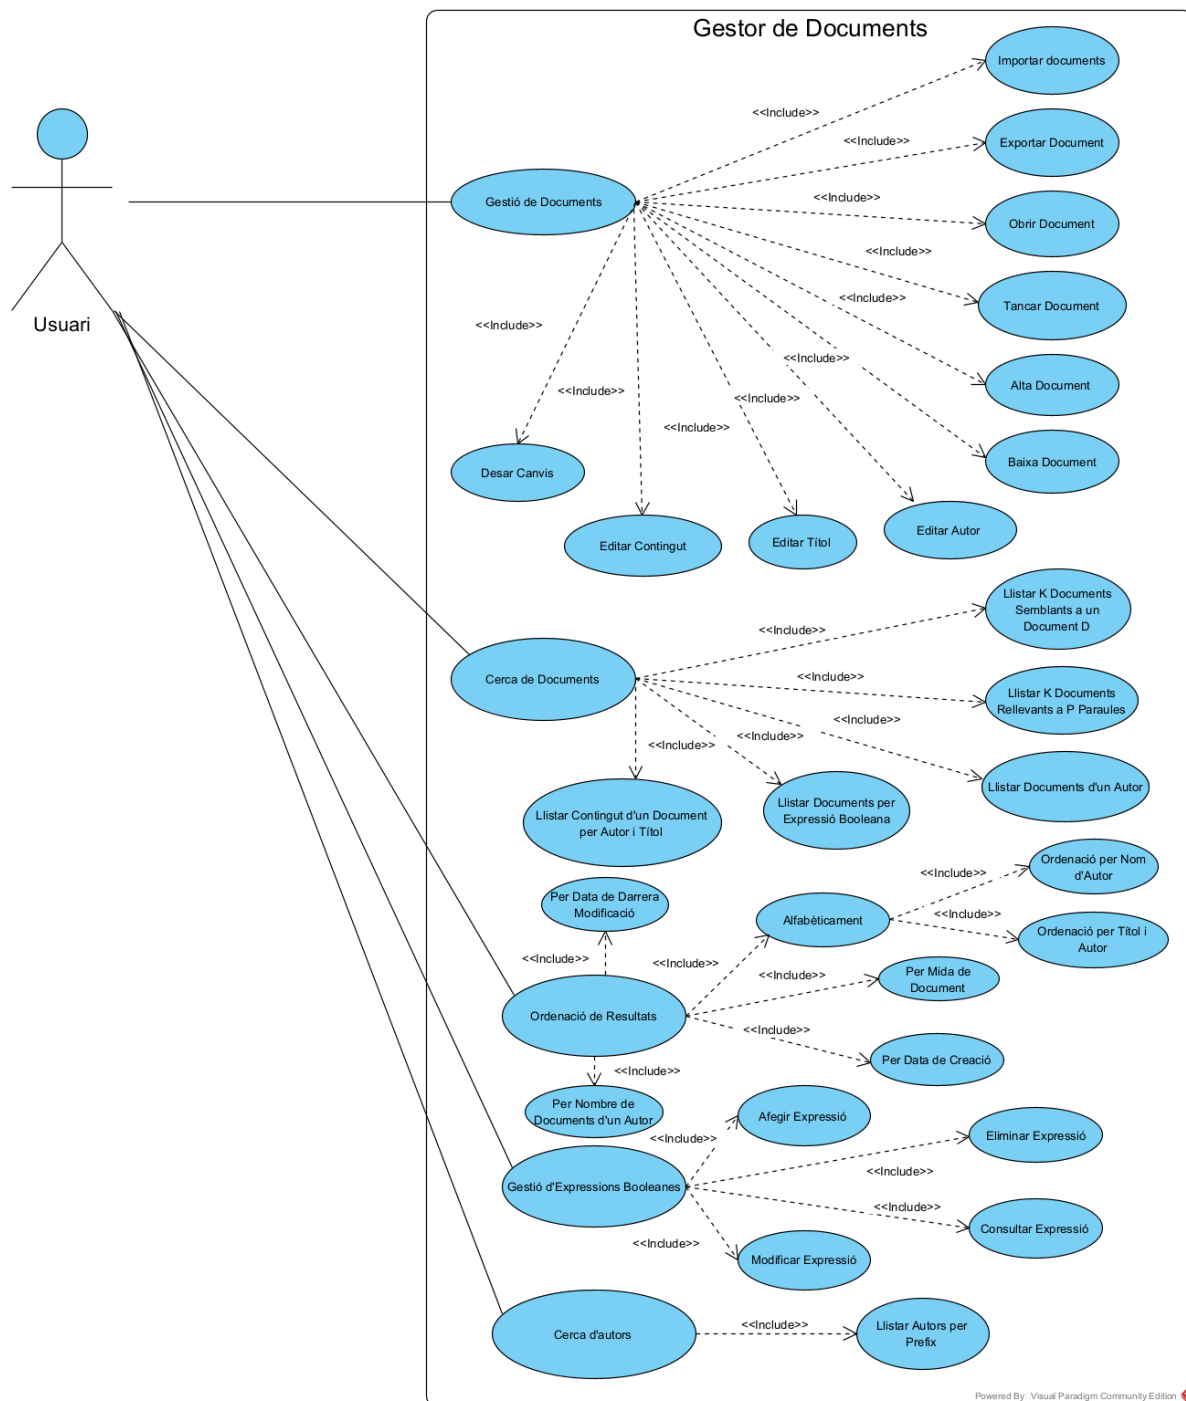 Gestor de Documents
Importar documents
<<Include>>
Exportar Document
<<Include>>
Gestió de Documents
<<Include>>
Obrir Document
<<Include>>
Tancar Document
<<Include>>
Usuari
<<Include>>
<<Include>>
Alta Document
<<Include>>
<<Include>>
<<Include>>
Baixa Document
Desar Canvis
Editar Contingut
Editar Títol
Editar Autor
Llistar K Documents
Semblants a un
Document D
<<Include>>
Cerca de Documents
<<Include>>
Llistar K Documents
Rellevants a P Paraules
<<Include>>
<<Include>>
Llistar Documents d'un Autor
Llistar Contingut d'un Document
per Autor i Títol
Llistar Documents per
Expressió Booleana
Ordenació per Nom
d'Autor
<<Include>>
Per Data de Darrera
Modificació
Alfabèticament
<<Include>>
Ordenació per Títol i
Autor
<<Include>>
<<Include>>
<<Include>>
Per Mida de
Document
Ordenació de Resultats
<<Include>>
Per Data de Creació
<<Include>>
Per Nombre de
Documents d'un Autor
Afegir Expressió
<<Include>>
Eliminar Expressió
<<Include>>
Gestió d'Expressions Booleanes
<<Include>>
Consultar Expressió
<<Include>>
Modificar Expressió
Cerca d'autors
<<Include>>
Llistar Autors per
Prefix
Powered By Visual Paradigm Community Edition